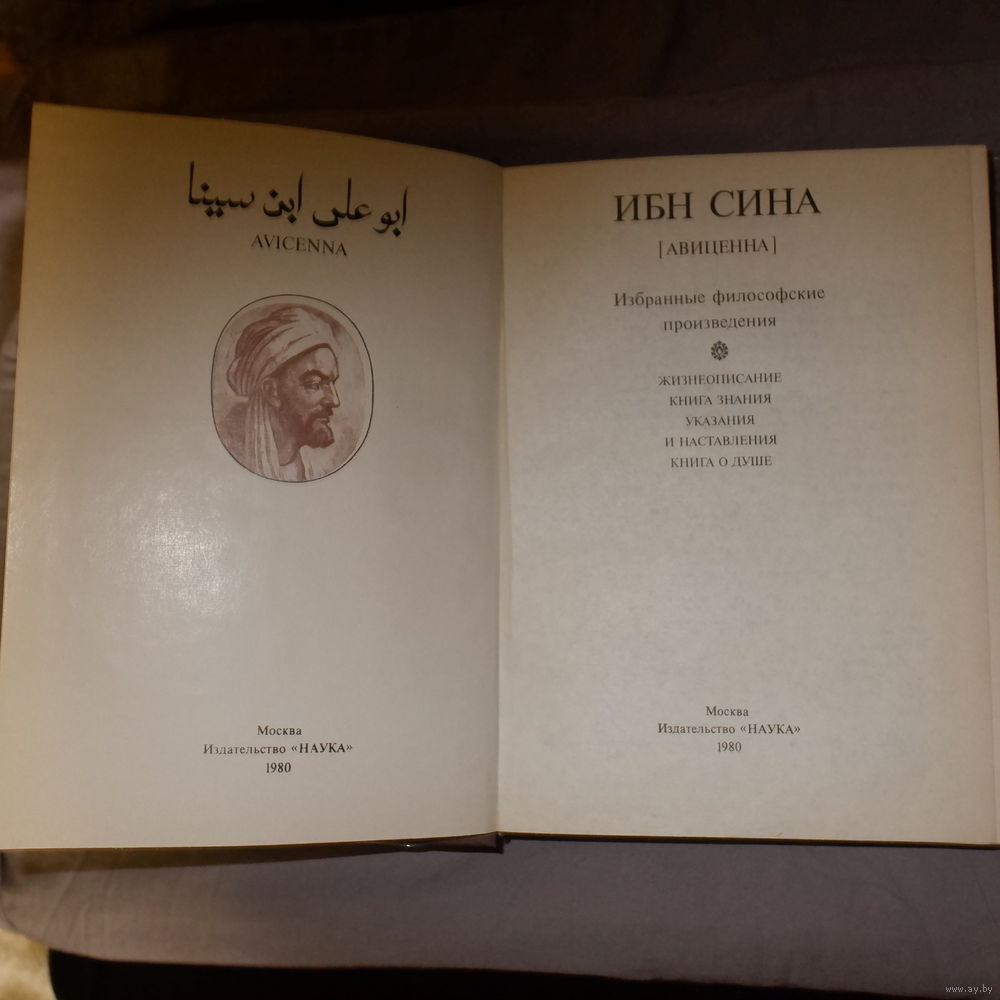 ابو علی ابن سینا
AVICENNA
Москва
Издательство «НАУКА»
1980
ИБН СИНА
[АВИЦЕННА]
Избранные философские
произведения
ЖИЗНЕОПИСАНИЕ
КНИГА ЗНАНИЯ
УКАЗАНИЯ
И НАСТАВЛЕНИЯ
КНИГА О ДУШЕ
Москва
Издательство «НАУКА»
1980
www.ay.by